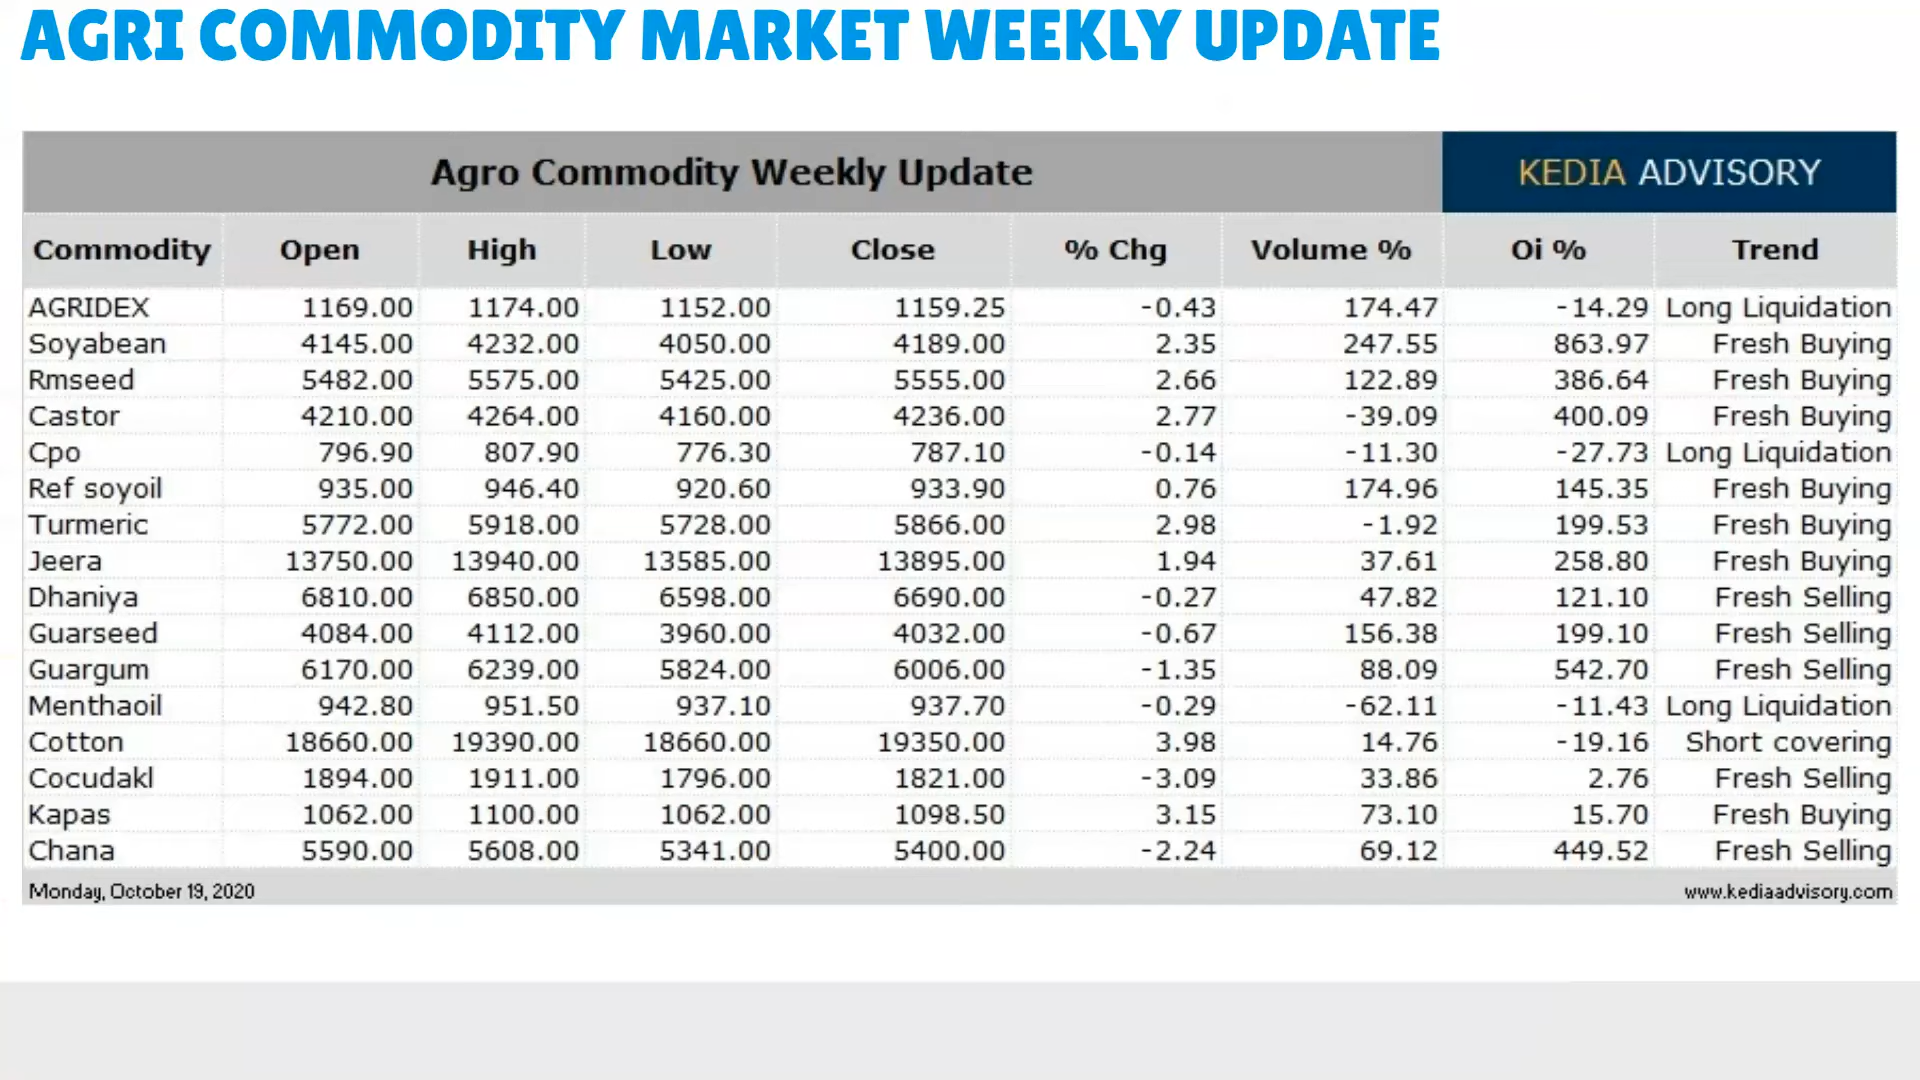 AGRI COMMODITY MARKET WEEKLY UPDATE
Agro Commodity Weekly Update KEDIA ADVISORY
Commodity Open High Low Close % Chg Volume % Oi % Trend
AGRIDEX 1169.00 1174.00 1152.00 1159.25 -0.43 174.47 -14.29 Long Liquidation
Soyabean 4145.00 4232.00 4050.00 4189.00 2.35 247.55 863.97 Fresh Buying
Rmseed 5482.00 5575.00 5425.00 5555.00 2.66 122.89 386.64 Fresh Buying
Castor 4210.00 4264.00 4160.00 4236.00 2.77 -39.09 400.09 Fresh Buying
Cpo 796.90 807.90 776.30 787.10 -0.14 -11.30 -27.73 Long Liquidation
Ref soyoil 935.00 946.40 920.60 933.90 0.76 174.96 145.35 Fresh Buying
Turmeric 5772.00 5918.00 5728.00 5866.00 2.98 -1.92 199.53 Fresh Buying
Jeera 13750.00 13940.00 13585.00 13895.00 1.94 37.61 258.80 Fresh Buying
Dhaniya 6810.00 6850.00 6598.00 6690.00 -0.27 47.82 121.10 Fresh Selling
Guarseed 4084.00 4112.00 3960.00 4032.00 -0.67 156.38 199.10 Fresh Selling
Guargum 6170.00 6239.00 5824.00 6006.00 -1.35 88.09 542.70 Fresh Selling
Menthaoil 942.80 951.50 937.10 937.70 -0.29 -62.11 -11.43 Long Liquidation
Cotton 18660.00 19390.00 18660.00 19350.00 3.98 14.76 -19.16 Short covering
Cocudakl 1894.00 1911.00 1796.00 1821.00 -3.09 33.86 2.76 Fresh Selling
Kapas 1062.00 1100.00 1062.00 1098.50 3.15 73.10 15.70 Fresh Buying
Chana 5590.00 5608.00 5341.00 5400.00 -2.24 69.12 449.52 Fresh Selling
Monday, October 19, 2020 www.kediaadvisory.com